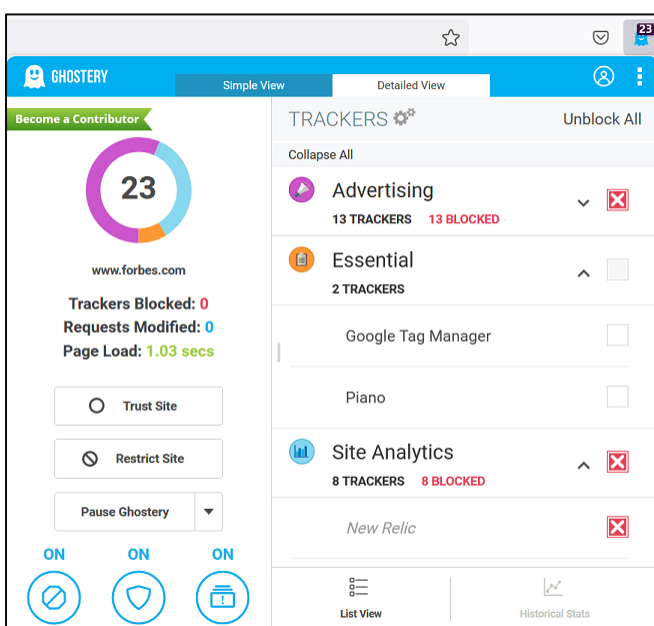 23
GHOSTERY
Simple View
Detailed View
Become a Contributor
23
www.forbes.com
Trackers Blocked: 0
Requests Modified: 0
Page Load: 1.03 secs
Trust Site
Restrict Site
Pause Ghostery
ON ON ON
TRACKERS
Unblock All
Collapse All
Advertising
13 TRACKERS 13 BLOCKED
Essential
2 TRACKERS
Google Tag Manager
Piano
Site Analytics
8 TRACKERS 8 BLOCKED
New Relic
List View
Historical Stats